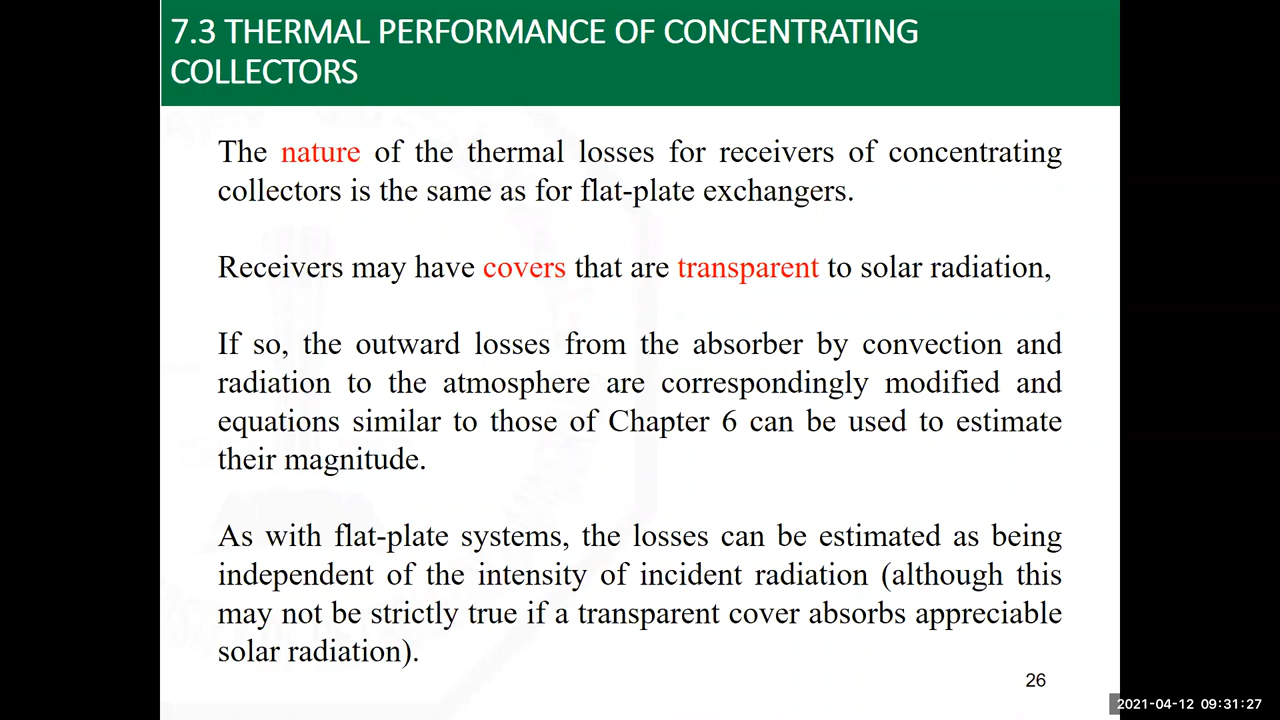 7.3 THERMAL PERFORMANCE OF CONCENTRATING
COLLECTORS
The nature of the thermal losses for receivers of concentrating
collectors is the same as for flat-plate exchangers.
Receivers may have covers that are transparent to solar radiation,
If so, the outward losses from the absorber by convection and
radiation to the atmosphere are correspondingly modified and
equations similar to those of Chapter 6 can be used to estimate
their magnitude.
As with flat-plate systems, the losses can be estimated as being
independent of the intensity of incident radiation (although this
may not be strictly true if a transparent cover absorbs appreciable
solar radiation).
26
2021-04-12 09:31:27